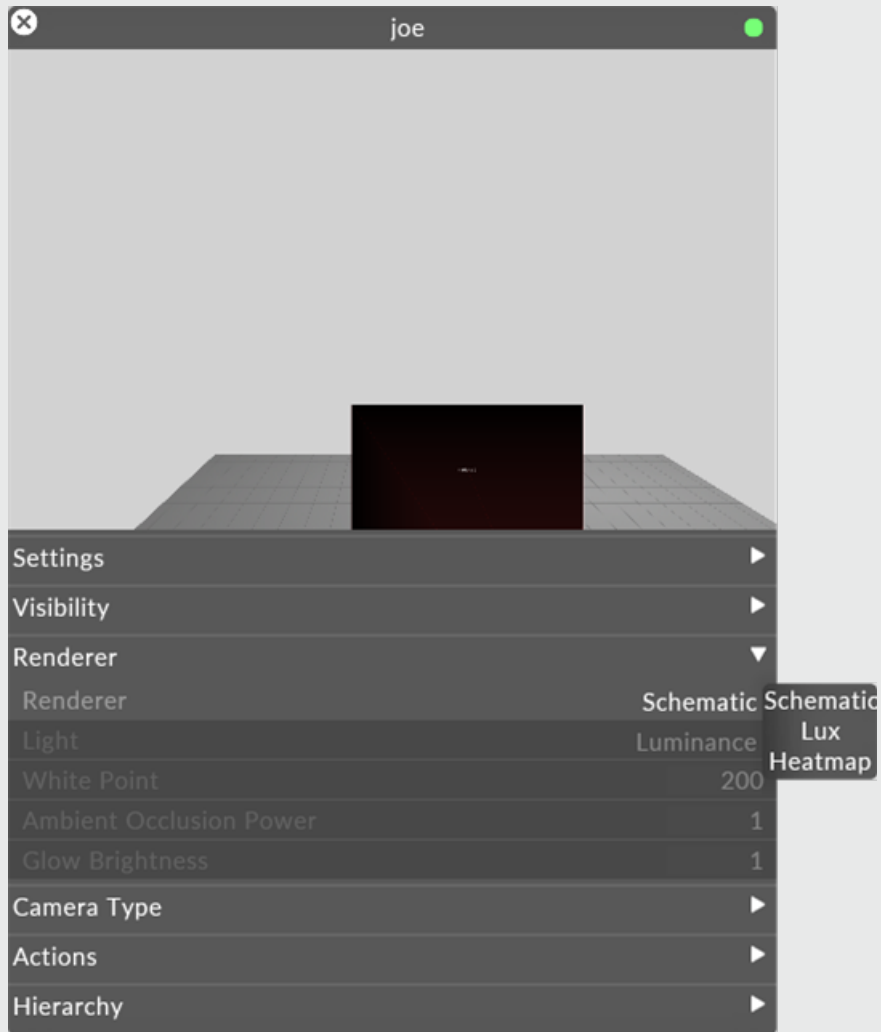 joe
Settings
Visibility
Renderer
Renderer Schematic
Light Luminance
White Point 200
Ambient Occlusion Power 1
Glow Brightness 1
Schematic
Lux
Heatmap
Camera Type
Actions
Hierarchy